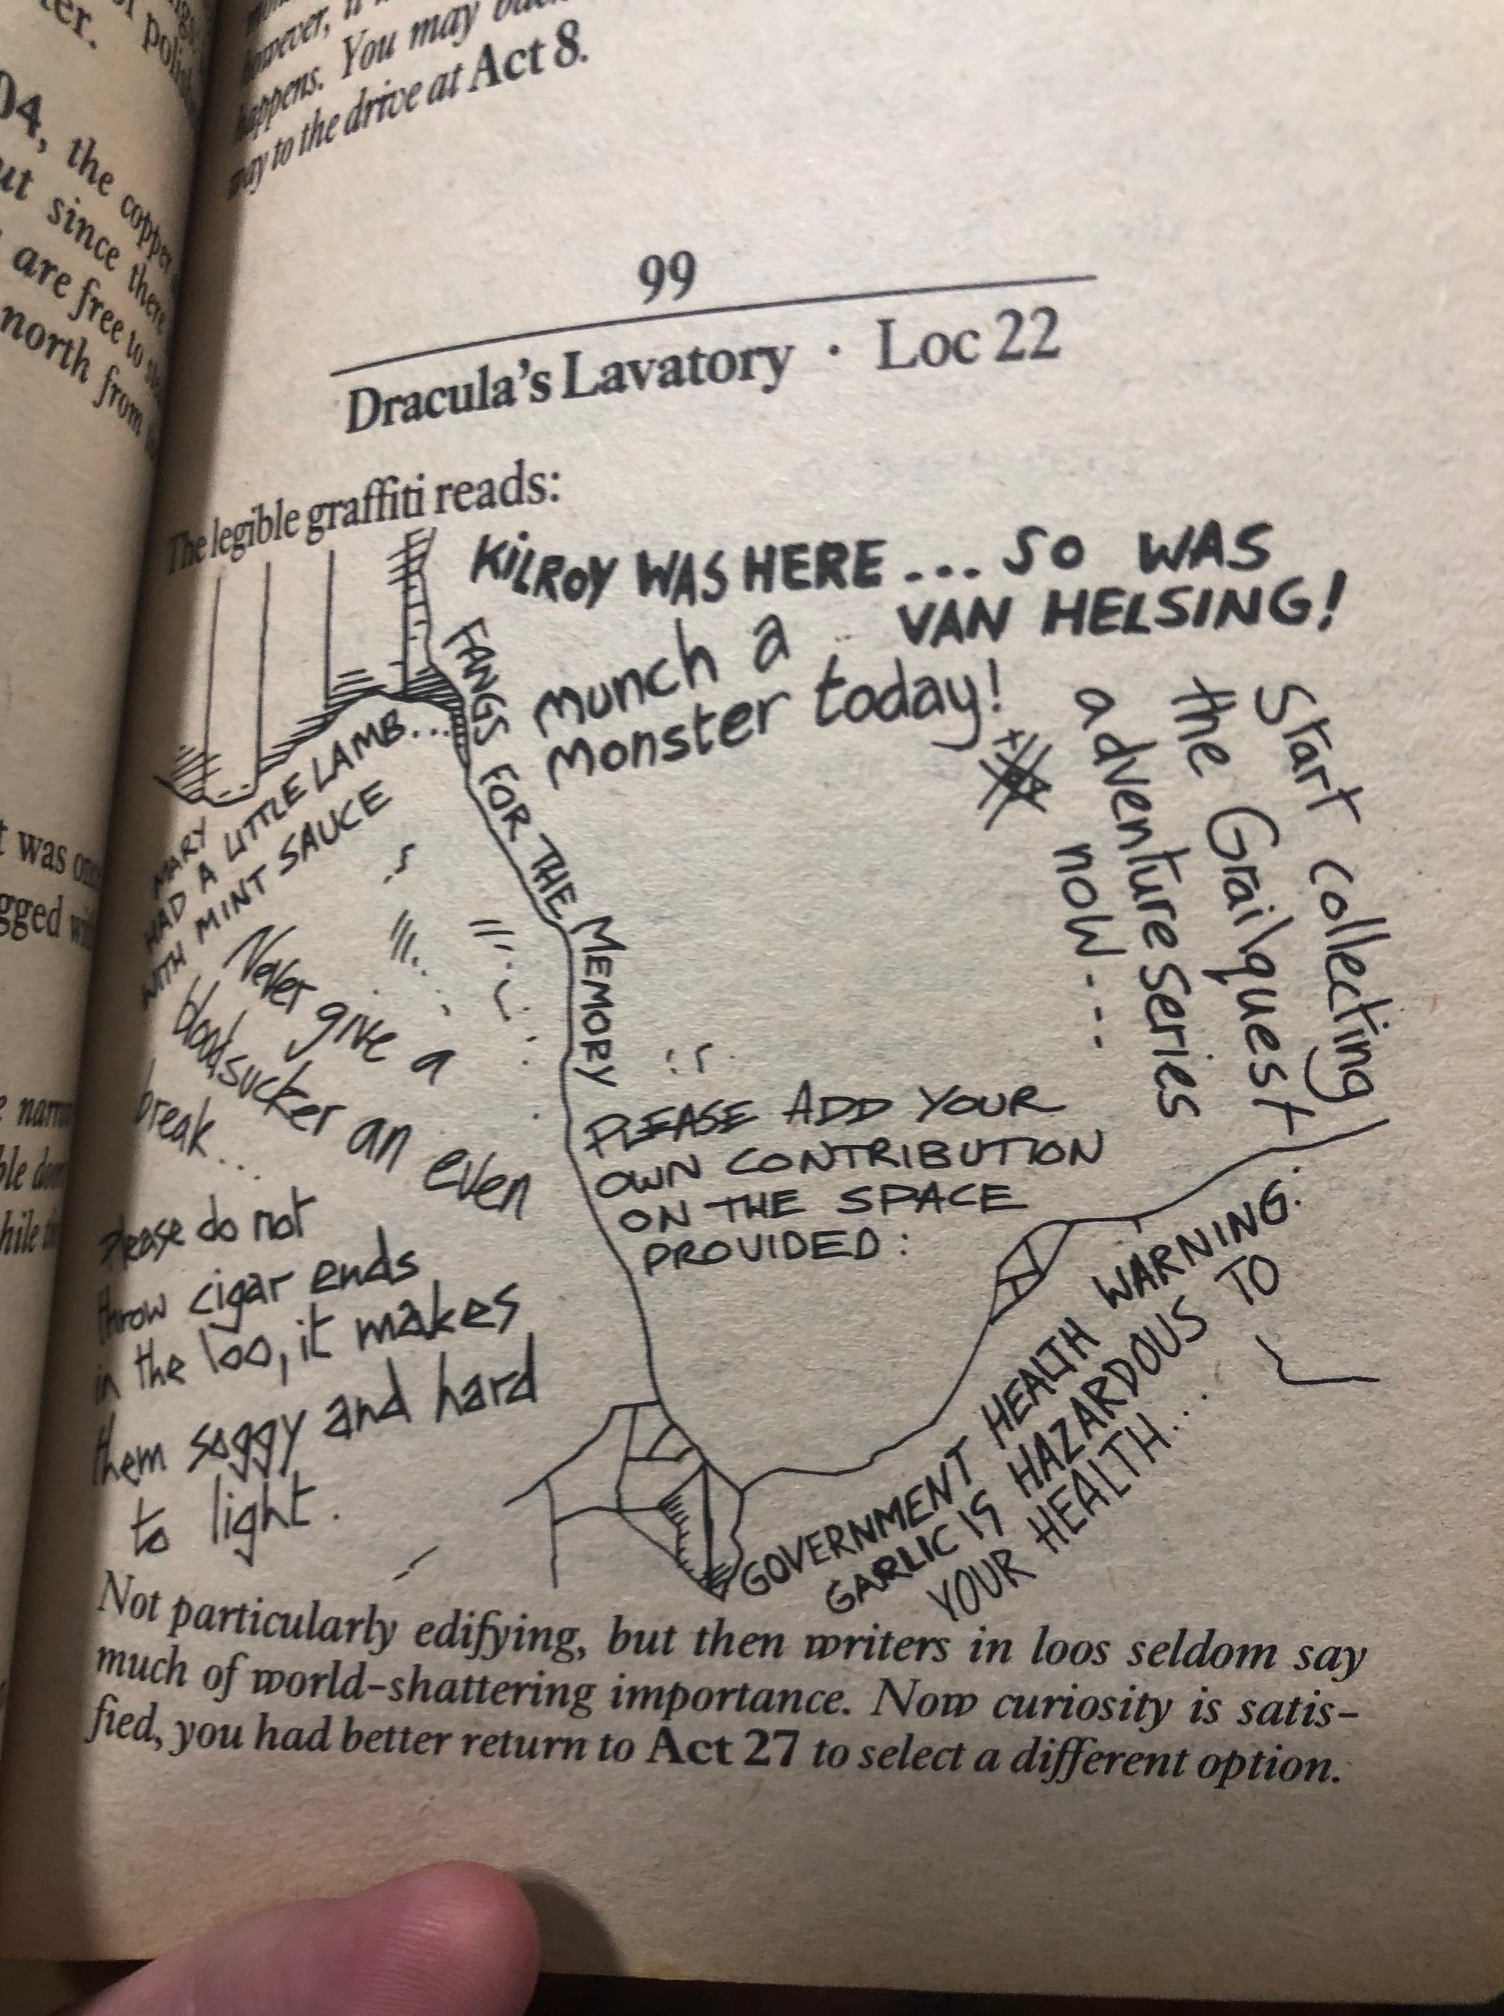 ter.
04, the copper
ut since there
are free to
north from
however, it
happens. You may back
way to the drive at Act 8.
99
Dracula's Lavatory · Loc 22
The legible graffiti reads:
KILROY WAS HERE ... SO WAS
VAN HELSING!
FANGS FOR THE MEMORY
munch a
monster today!
Start collecting
the Grailquest
adventure series
now...
MARY
HAD A LITTLE LAMB...
WITH MINT SAUCE
Never give a
bloodsucker an even
break...
PLEASE ADD YOUR
OWN CONTRIBUTION
ON THE SPACE
PROVIDED:
Please do not
throw cigar ends
in the loo, it makes
them soggy and hard
to light.
GOVERNMENT HEALTH WARNING:
GARLIC IS HAZARDOUS TO
YOUR HEALTH...
Not particularly edifying, but then writers in loos seldom say
much of world-shattering importance. Now curiosity is satis-
fied, you had better return to Act 27 to select a different option.
t was